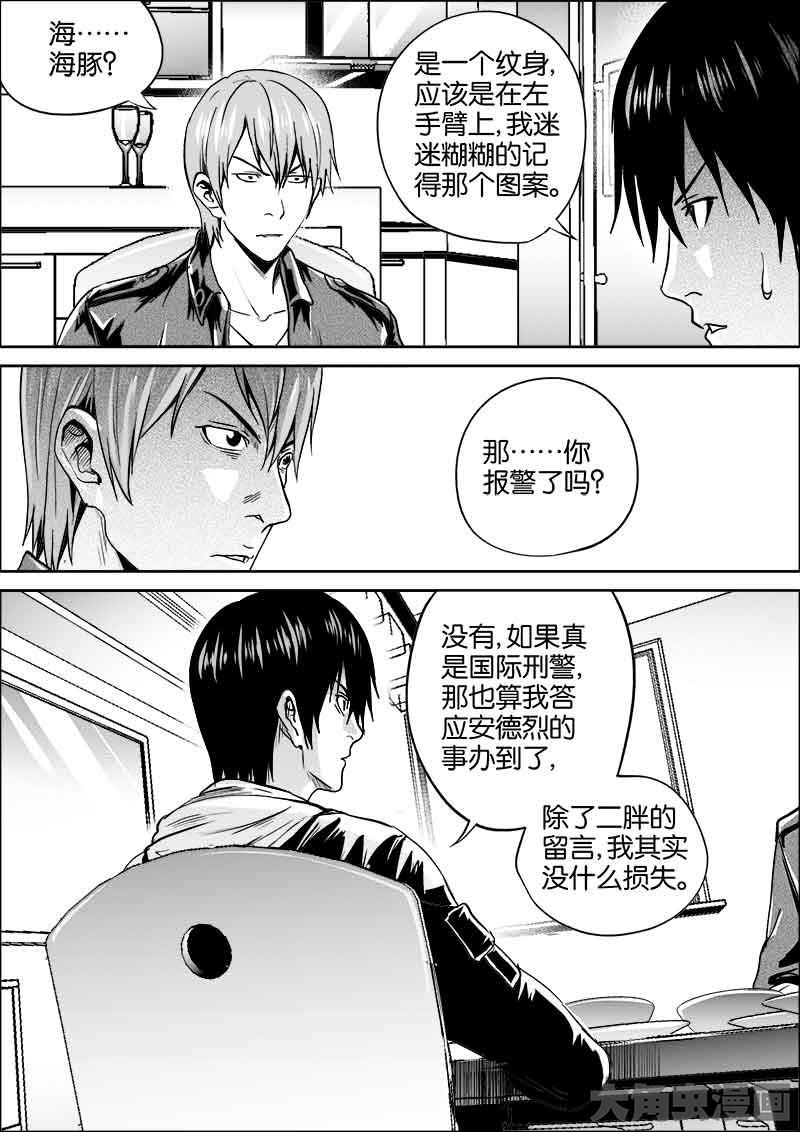 海……
海豚？
是一个纹身，
应该是在左
手臂上，我迷
迷糊糊的记
得那个图案。
那……你
报警了吗？
没有，如果真
是国际刑警，
那也算我答
应安德烈的
事办到了，
除了二胖的
留言，我其实
没什么损失。
大角虫漫画